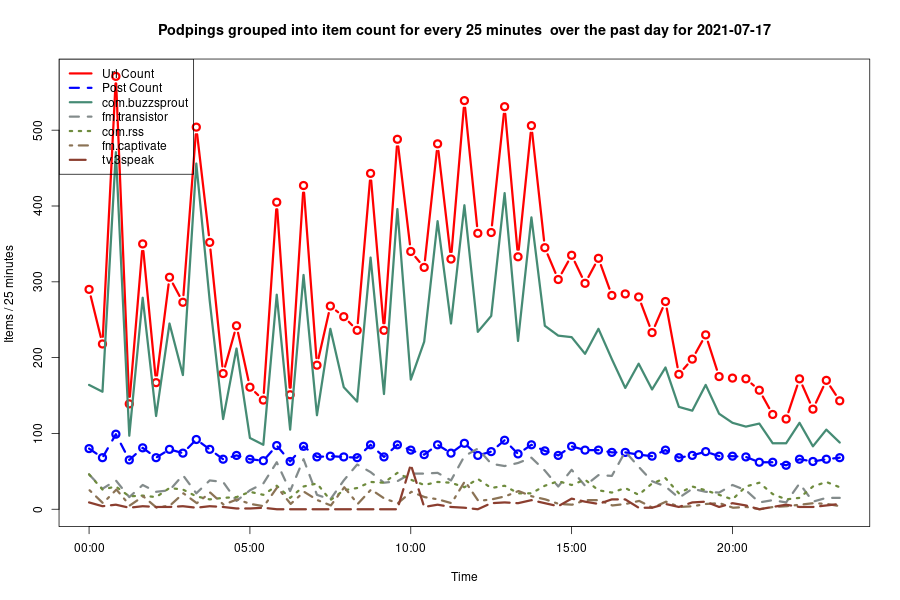 Podpings grouped into item count for every 25 minutes  over the past day for 2021-07-17
Url Count
Post Count
com.buzzsprout
fm.transistor
com.rss
fm.captivate
tv.3speak
500
400
300
200
100
0
Items / 25 minutes
00:00 05:00 10:00 15:00 20:00
Time